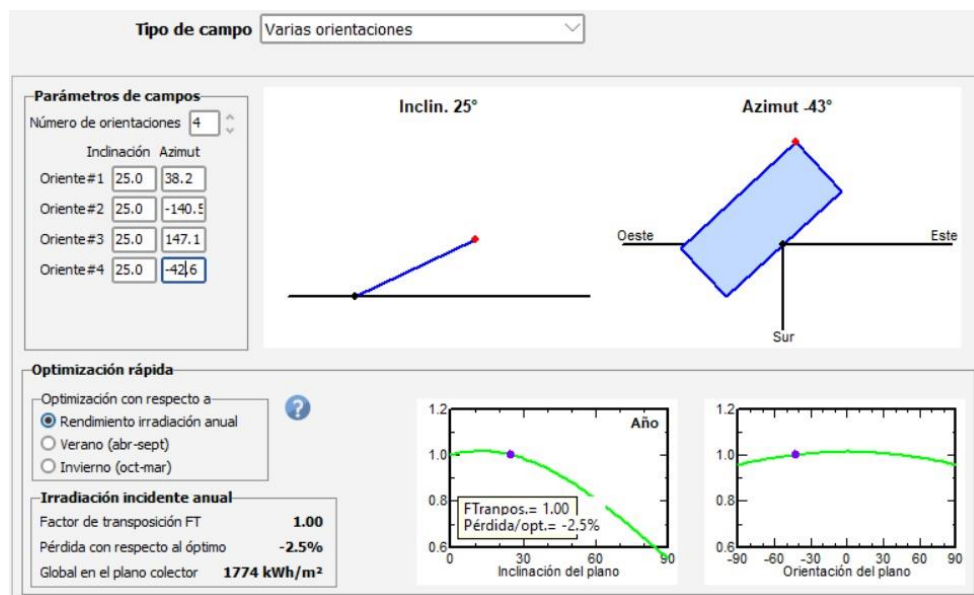 Tipo de campo Varias orientaciones
Parámetros de campos
Número de orientaciones 4
Inclinación Azimut
Oriente#1 25.0 38.2
Oriente#2 25.0 -140.5
Oriente#3 25.0 147.1
Oriente#4 25.0 -42.6
Inclin. 25°
Azimut -43°
Oeste
Este
Sur
Optimización rápida
Optimización con respecto a
Rendimiento irradiación anual
Verano (abr-sept)
Invierno (oct-mar)
?
Irradiación incidente anual
Factor de transposición FT 1.00
Pérdida con respecto al óptimo -2.5%
Global en el plano colector 1774 kWh/m²
1.2
1.0
0.8
0.6
Año
FTranpos.= 1.00
Pérdida/opt.= -2.5%
0 30 60 90
Inclinación del plano
1.2
1.0
0.8
0.6
-90 -60 -30 0 30 60 90
Orientación del plano